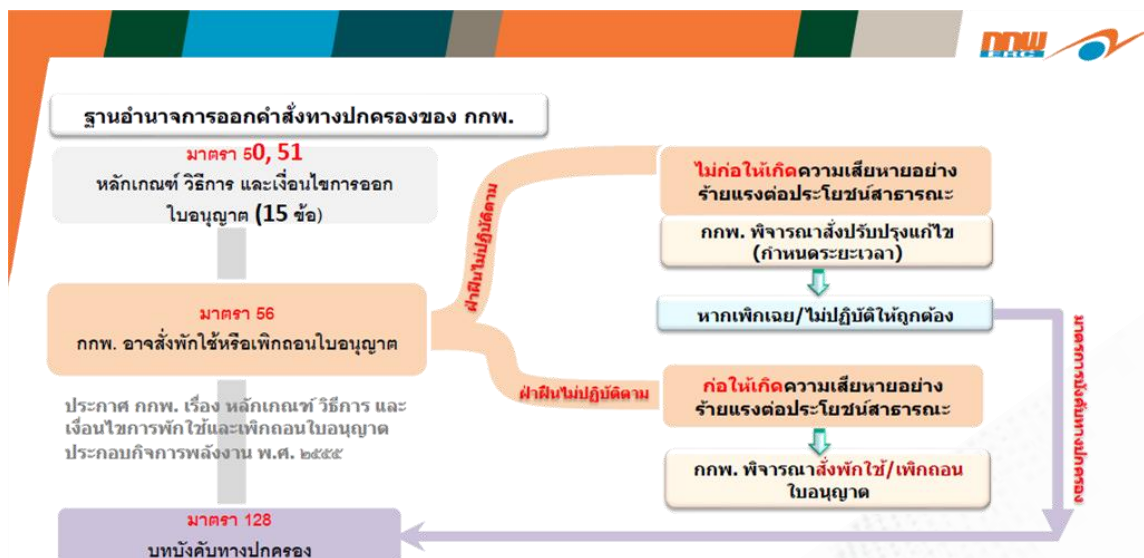 กกพ
ERC
ฐานอำนาจการออกคำสั่งทางปกครองของ กกพ.
มาตรา 50, 51
หลักเกณฑ์ วิธีการ และเงื่อนไขการออก
ใบอนุญาต (15 ข้อ)
มาตรา 56
กกพ. อาจสั่งพักใช้หรือเพิกถอนใบอนุญาต
ประกาศ กกพ. เรื่อง หลักเกณฑ์ วิธีการ และ
เงื่อนไขการพักใช้และเพิกถอนใบอนุญาต
ประกอบกิจการพลังงาน พ.ศ. ๒๕๕๕
มาตรา 128
บทบังคับทางปกครอง
ฝ่าฝืนไม่ปฏิบัติตาม
ไม่ก่อให้เกิดความเสียหายอย่าง
ร้ายแรงต่อประโยชน์สาธารณะ
กกพ. พิจารณาสั่งปรับปรุงแก้ไข
(กำหนดระยะเวลา)
หากเพิกเฉย/ไม่ปฏิบัติให้ถูกต้อง
ฝ่าฝืนไม่ปฏิบัติตาม
ก่อให้เกิดความเสียหายอย่าง
ร้ายแรงต่อประโยชน์สาธารณะ
กกพ. พิจารณาสั่งพักใช้/เพิกถอน
ใบอนุญาต
มาตรการบังคับทางปกครอง